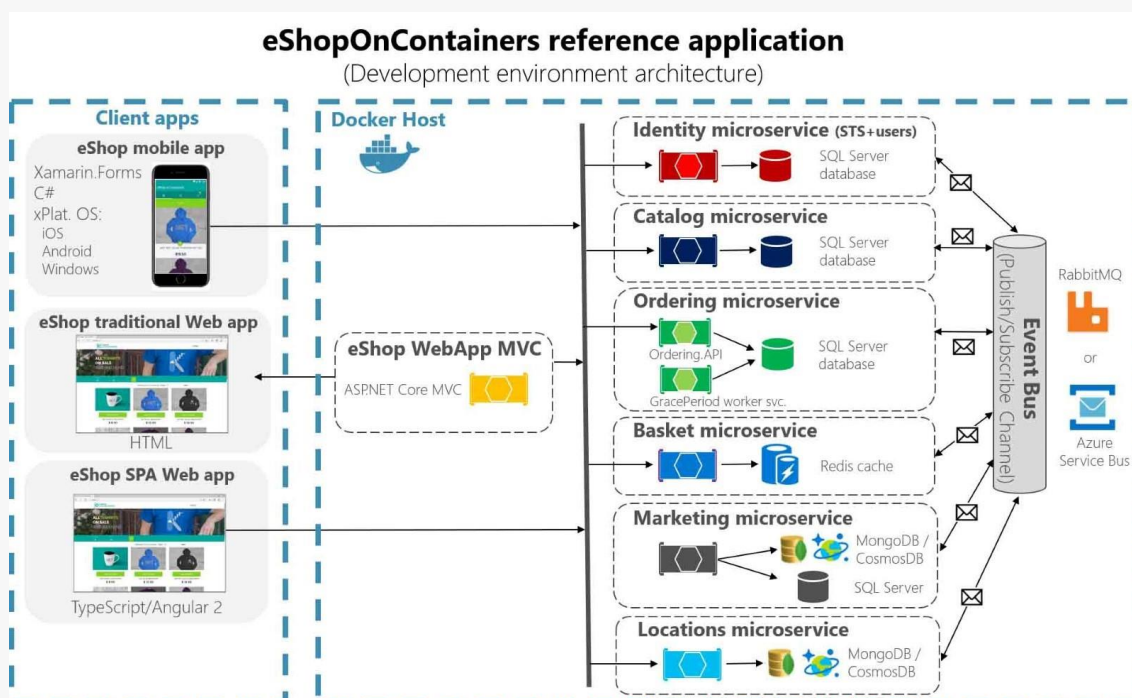 eShopOnContainers reference application
(Development environment architecture)
Client apps
eShop mobile app
Xamarin.Forms
C#
xPlat. OS:
iOS
Android
Windows
eShop traditional Web app
HTML
eShop SPA Web app
TypeScript/Angular 2
Docker Host
eShop WebApp MVC
ASP.NET Core MVC
Identity microservice (STS+users)
SQL Server
database
Catalog microservice
SQL Server
database
Ordering microservice
Ordering.API
GracePeriod worker svc.
SQL Server
database
Basket microservice
Redis cache
Marketing microservice
MongoDB /
CosmosDB
SQL Server
Locations microservice
MongoDB /
CosmosDB
Event Bus
(Publish/Subscribe Channel)
RabbitMQ
or
Azure
Service Bus